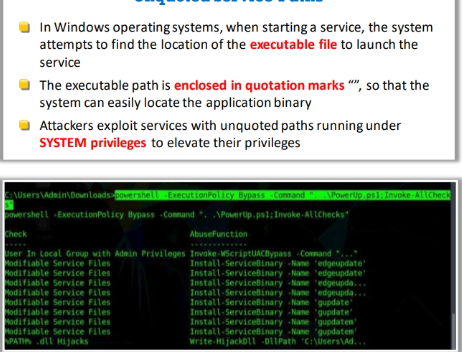 Unquoted Service Paths
In Windows operating systems, when starting a service, the system
attempts to find the location of the executable file to launch the
service
The executable path is enclosed in quotation marks “”, so that the
system can easily locate the application binary
Attackers exploit services with unquoted paths running under
SYSTEM privileges to elevate their privileges
C:\Users\Admin\Downloads>powershell -ExecutionPolicy Bypass -Command ". .\PowerUp.ps1;Invoke-AllCheck
s"
powershell -ExecutionPolicy Bypass -Command ". .\PowerUp.ps1;Invoke-AllChecks"
Check AbuseFunction
----- -------------
User In Local Group with Admin Privileges Invoke-WScriptUACBypass -Command "..."
Modifiable Service Files Install-ServiceBinary -Name 'edgeupdate'
Modifiable Service Files Install-ServiceBinary -Name 'edgeupdate'
Modifiable Service Files Install-ServiceBinary -Name 'edgeupda...
Modifiable Service Files Install-ServiceBinary -Name 'edgeupda...
Modifiable Service Files Install-ServiceBinary -Name 'gupdate'
Modifiable Service Files Install-ServiceBinary -Name 'gupdate'
Modifiable Service Files Install-ServiceBinary -Name 'gupdatem'
Modifiable Service Files Install-ServiceBinary -Name 'gupdatem'
%PATH% .dll Hijacks Write-HijackDll -DllPath 'C:\Users\Ad...